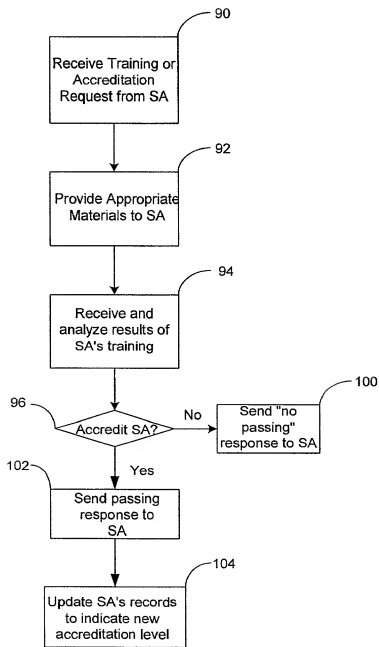 90
Receive Training or
Accreditation
Request from SA
92
Provide Appropriate
Materials to SA
94
Receive and
analyze results of
SA's training
96
Accredit SA?
No
100
Send "no
passing"
response to SA
Yes
102
Send passing
response to
SA
104
Update SA's records
to indicate new
accreditation level